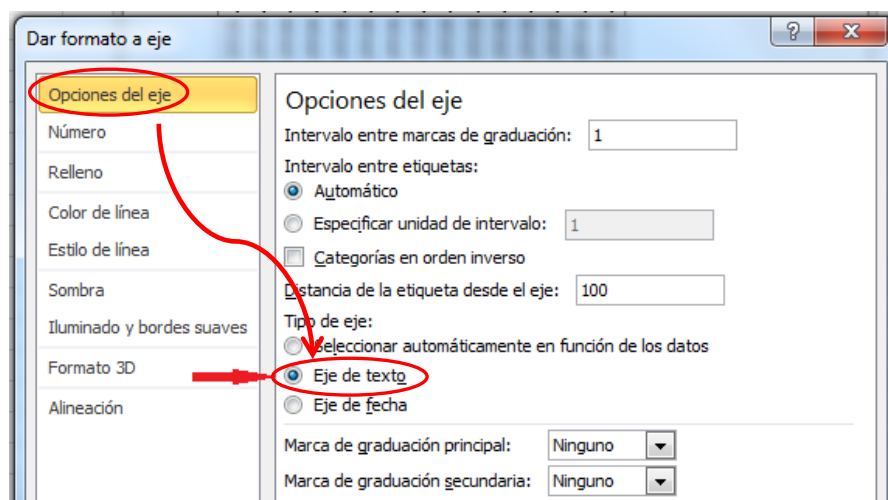 Dar formato a eje
Opciones del eje
Número
Relleno
Color de línea
Estilo de línea
Sombra
Iluminado y bordes suaves
Formato 3D
Alineación
Opciones del eje
Intervalo entre marcas de graduación: 1
Intervalo entre etiquetas:
Automático
Especificar unidad de intervalo: 1
Categorías en orden inverso
Distancia de la etiqueta desde el eje: 100
Tipo de eje:
Seleccionar automáticamente en función de los datos
Eje de texto
Eje de fecha
Marca de graduación principal: Ninguno
Marca de graduación secundaria: Ninguno